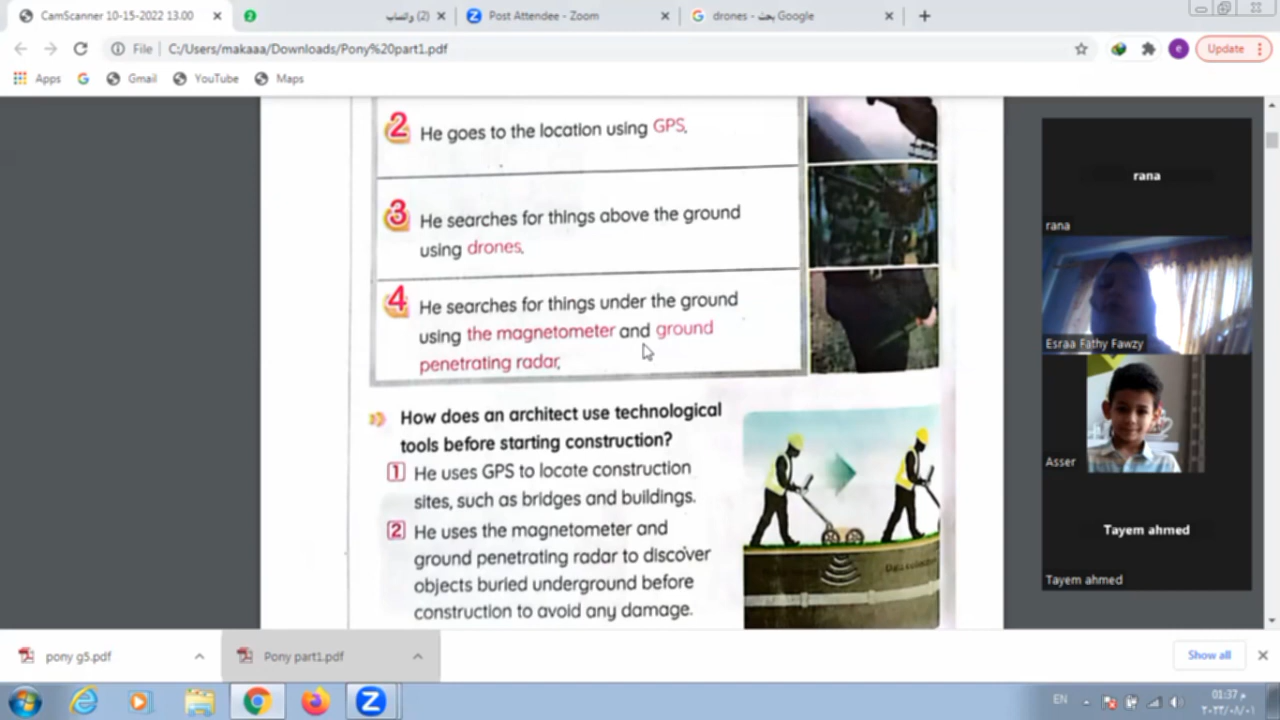 CamScanner 10-15-2022 13.00
(2) واتساب
Post Attendee - Zoom
drones - بحث Google
File
C:/Users/makaaa/Downloads/Pony%20part1.pdf
e
Update
Apps
Gmail
YouTube
Maps
2 He goes to the location using GPS.
3 He searches for things above the ground
using drones.
4 He searches for things under the ground
using the magnetometer and ground
penetrating radar.
How does an architect use technological
tools before starting construction?
1 He uses GPS to locate construction
sites, such as bridges and buildings.
2 He uses the magnetometer and
ground penetrating radar to discover
objects buried underground before
construction to avoid any damage.
rana
rana
Esraa Fathy Fawzy
Asser
Tayem ahmed
Tayem ahmed
pony g5.pdf
Pony part1.pdf
Show all
EN
01:37 م